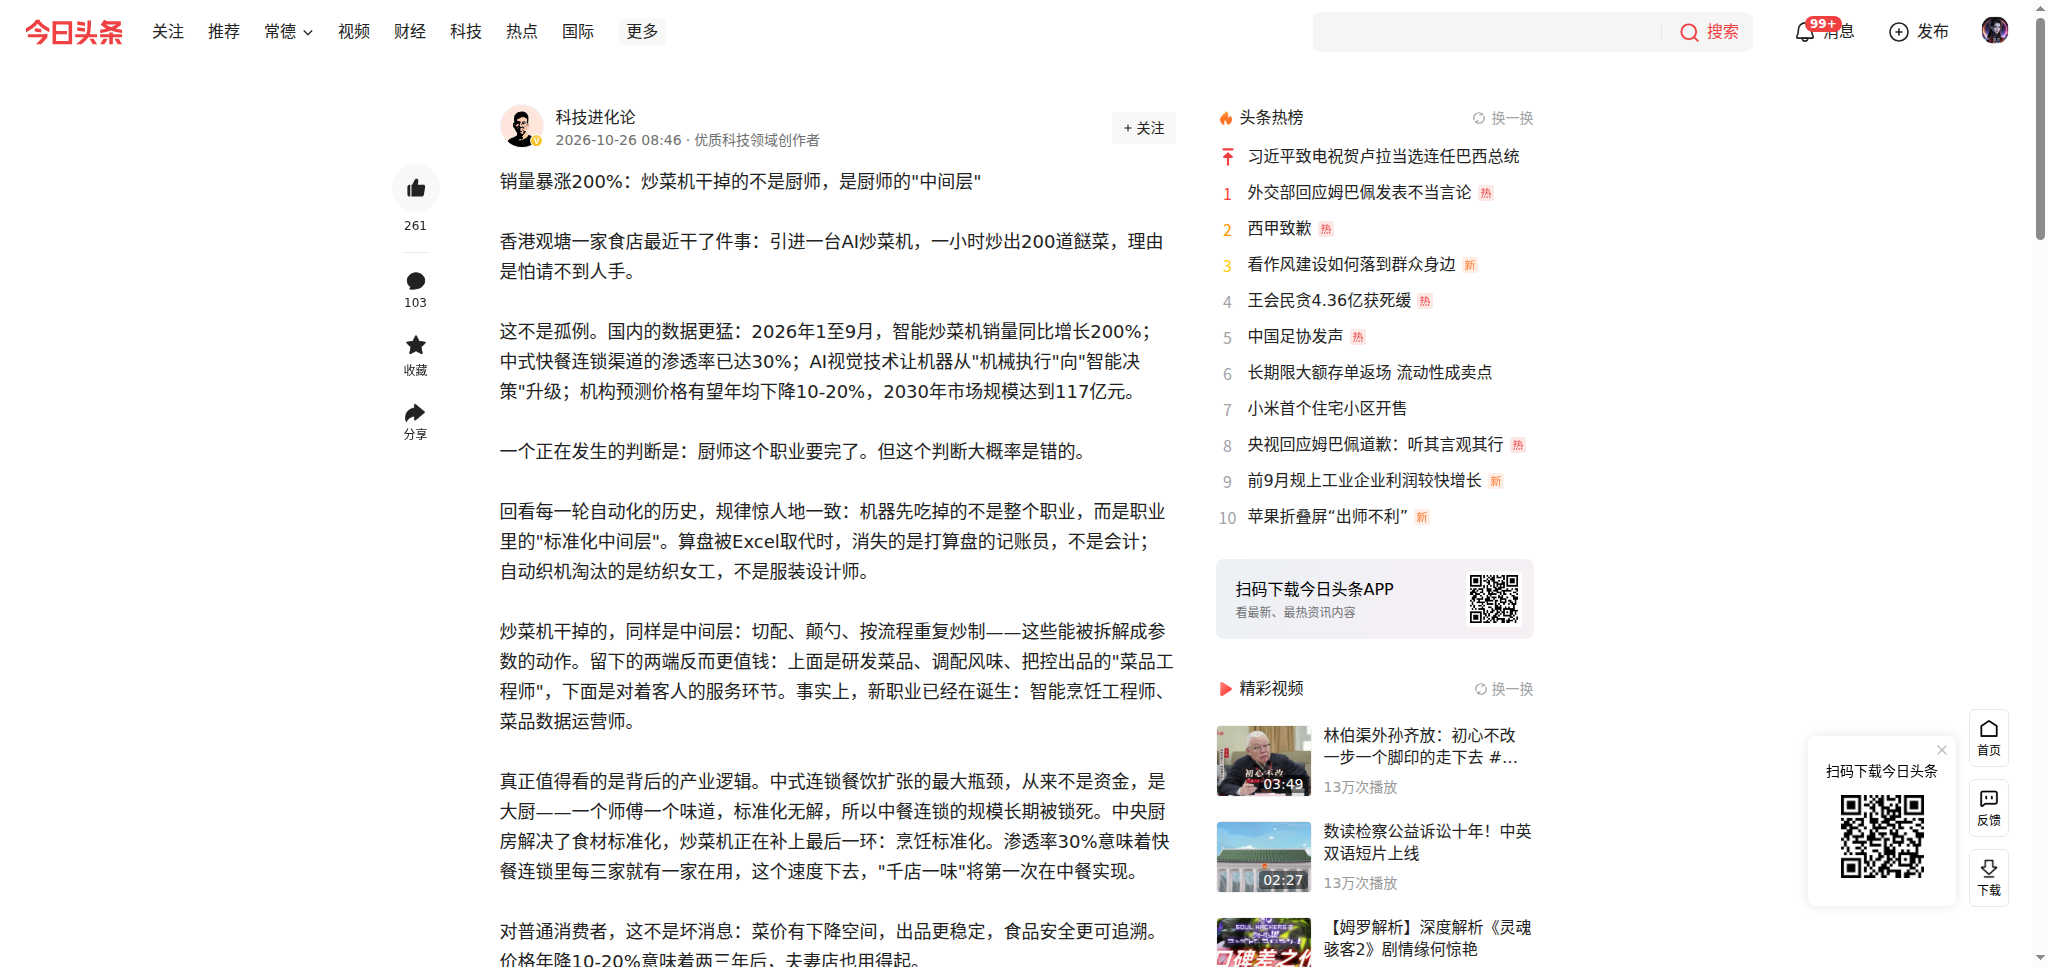 今日头条
关注 推荐 常德 视频 财经 科技 热点 国际 更多
搜索
99+
消息
发布
科技进化论
2026-10-26 08:46 · 优质科技领域创作者
+ 关注
261
103
收藏
分享
销量暴涨200%：炒菜机干掉的不是厨师，是厨师的"中间层"
香港观塘一家食店最近干了件事：引进一台AI炒菜机，一小时炒出200道餸菜，理由
是怕请不到人手。
这不是孤例。国内的数据更猛：2026年1至9月，智能炒菜机销量同比增长200%；
中式快餐连锁渠道的渗透率已达30%；AI视觉技术让机器从"机械执行"向"智能决
策"升级；机构预测价格有望年均下降10-20%，2030年市场规模达到117亿元。
一个正在发生的判断是：厨师这个职业要完了。但这个判断大概率是错的。
回看每一轮自动化的历史，规律惊人地一致：机器先吃掉的不是整个职业，而是职业
里的"标准化中间层"。算盘被Excel取代时，消失的是打算盘的记账员，不是会计；
自动织机淘汰的是纺织女工，不是服装设计师。
炒菜机干掉的，同样是中间层：切配、颠勺、按流程重复炒制——这些能被拆解成参
数的动作。留下的两端反而更值钱：上面是研发菜品、调配风味、把控出品的"菜品工
程师"，下面是对着客人的服务环节。事实上，新职业已经在诞生：智能烹饪工程师、
菜品数据运营师。
真正值得看的是背后的产业逻辑。中式连锁餐饮扩张的最大瓶颈，从来不是资金，是
大厨——一个师傅一个味道，标准化无解，所以中餐连锁的规模长期被锁死。中央厨
房解决了食材标准化，炒菜机正在补上最后一环：烹饪标准化。渗透率30%意味着快
餐连锁里每三家就有一家在用，这个速度下去，"千店一味"将第一次在中餐实现。
对普通消费者，这不是坏消息：菜价有下降空间，出品更稳定，食品安全更可追溯。
价格年降10-20%意味着两三年后，夫妻店也用得起。
头条热榜
换一换
习近平致电祝贺卢拉当选连任巴西总统
1 外交部回应姆巴佩发表不当言论 热
2 西甲致歉 热
3 看作风建设如何落到群众身边 新
4 王会民贪4.36亿获死缓 热
5 中国足协发声 热
6 长期限大额存单返场 流动性成卖点
7 小米首个住宅小区开售
8 央视回应姆巴佩道歉：听其言观其行 热
9 前9月规上工业企业利润较快增长 新
10 苹果折叠屏“出师不利” 新
扫码下载今日头条APP
看最新、最热资讯内容
精彩视频
换一换
初心不改
03:49
林伯渠外孙齐放：初心不改
一步一个脚印的走下去 #...
13万次播放
02:27
数读检察公益诉讼十年！中英
双语短片上线
13万次播放
SOUL HACKERS 2
口碑差之作
【姆罗解析】深度解析《灵魂
骇客2》剧情缘何惊艳
扫码下载今日头条
首页
反馈
下载